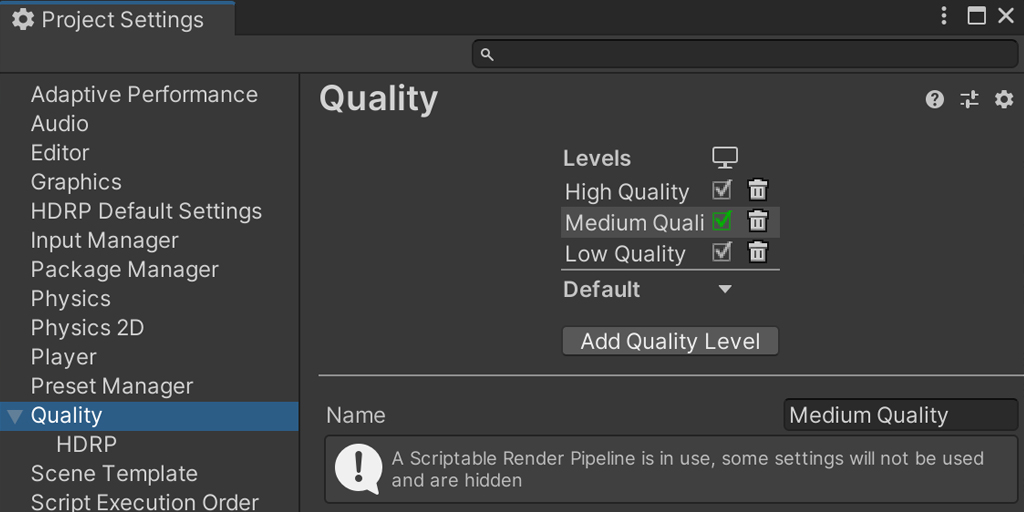 Project Settings
Adaptive Performance
Audio
Editor
Graphics
HDRP Default Settings
Input Manager
Package Manager
Physics
Physics 2D
Player
Preset Manager
Quality
HDRP
Scene Template
Script Execution Order
Quality
Levels
High Quality
Medium Quali
Low Quality
Default
Add Quality Level
Name
Medium Quality
A Scriptable Render Pipeline is in use, some settings will not be used
and are hidden